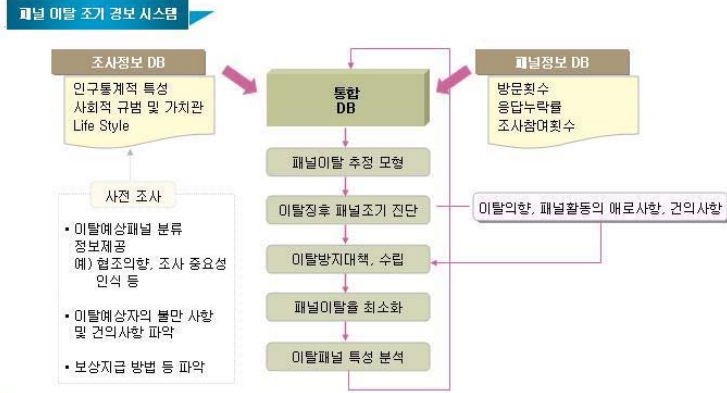 패널 이탈 조기 경보 시스템
조사정보 DB
인구통계적 특성
사회적 규범 및 가치관
Life Style
통합
DB
패널정보 DB
방문횟수
응답누락률
조사참여횟수
패널이탈 추정 모형
사전 조사
이탈징후 패널조기 진단
이탈의향, 패널활동의 애로사항, 건의사항
• 이탈예상패널 분류
정보제공
예) 협조의향, 조사 중요성
인식 등
• 이탈예상자의 불만 사항
및 건의사항 파악
• 보상지급 방법 등 파악
이탈방지대책, 수립
패널이탈율 최소화
이탈패널 특성 분석